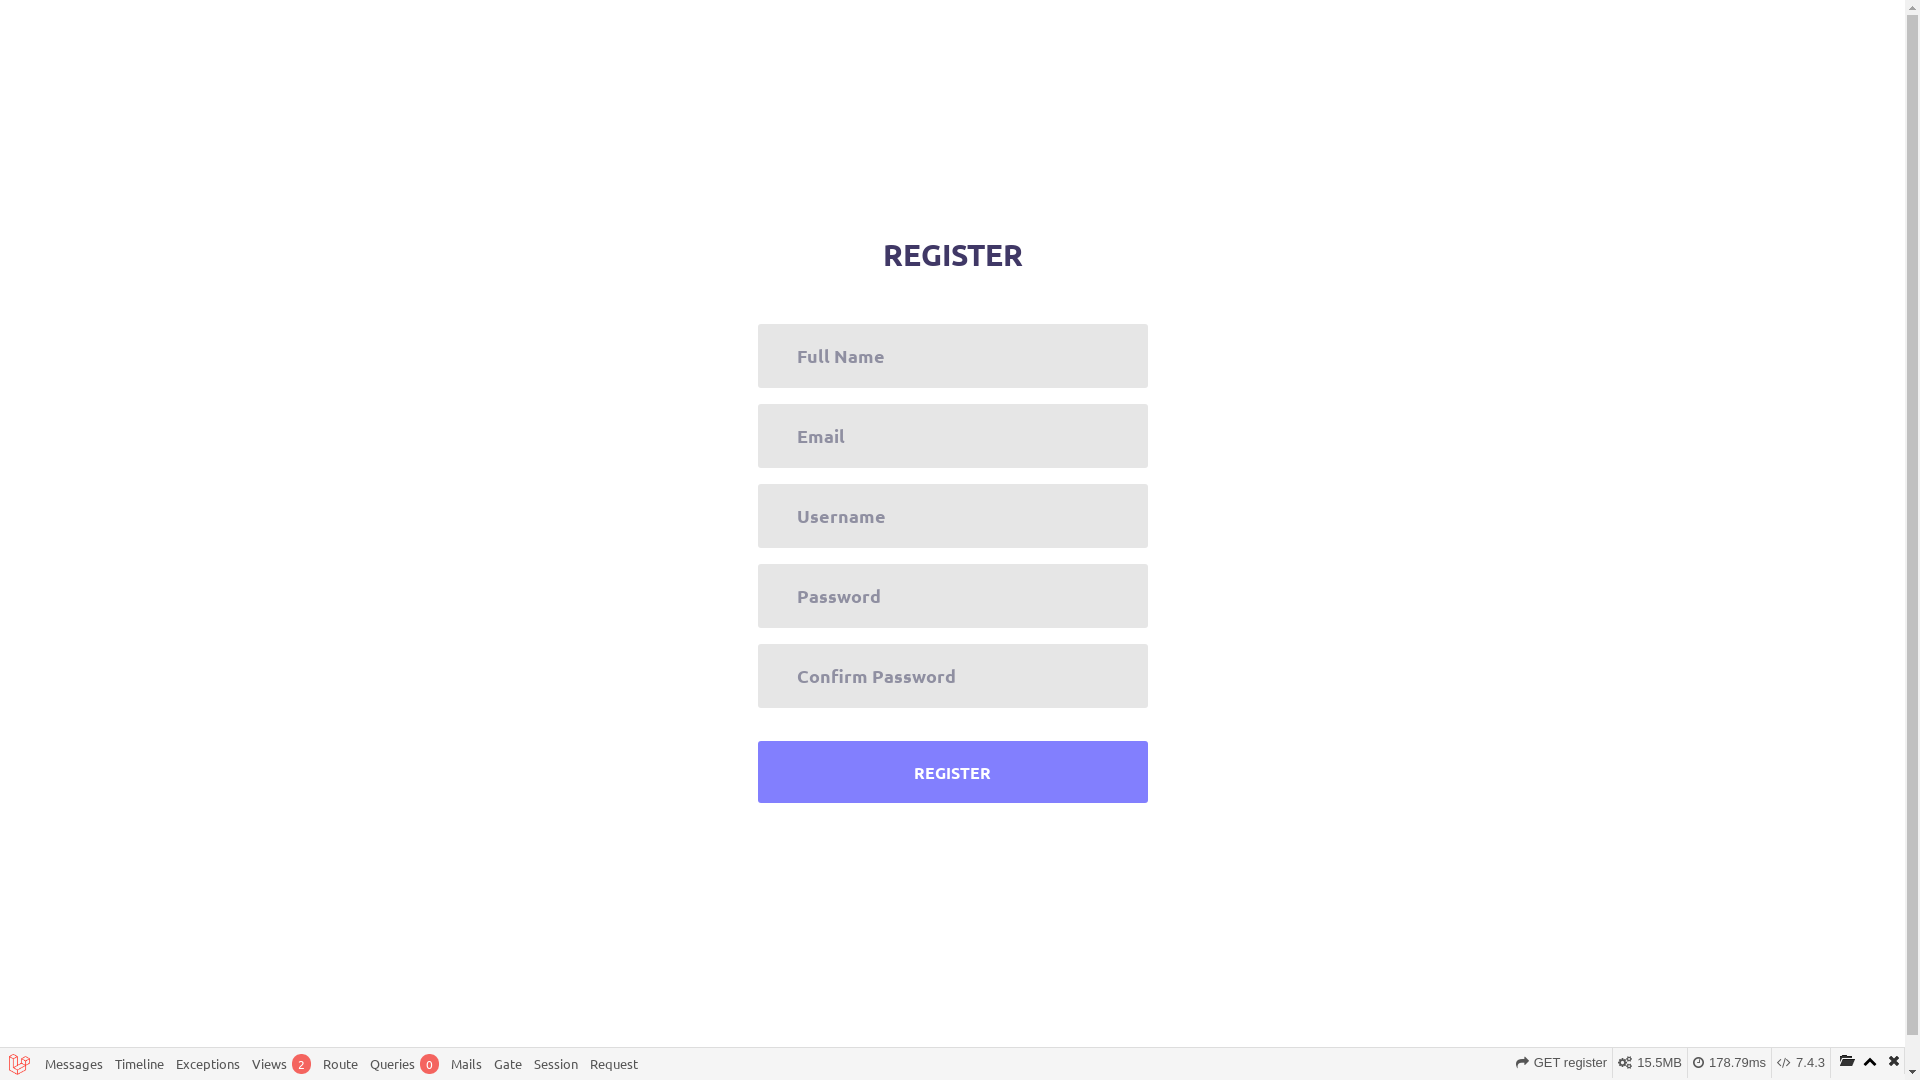 REGISTER
Full Name
Email
Username
Password
Confirm Password
REGISTER
Messages Timeline Exceptions Views 2 Route Queries 0 Mails Gate Session Request GET register 15.5MB 178.79ms 7.4.3